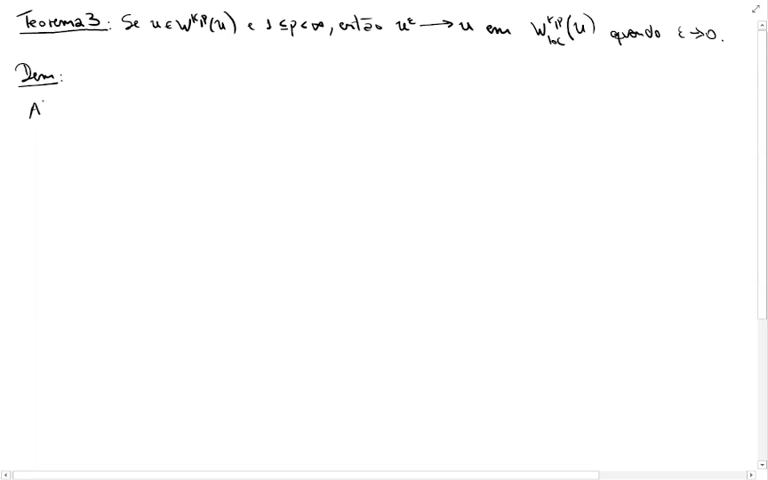 Teorema 3: Se u ∈ W^{k,p}(U) e 1 ≤ p < ∞, então u^ε → u em W^{k,p}_{loc}(U) quando ε → 0.
Dem:
A